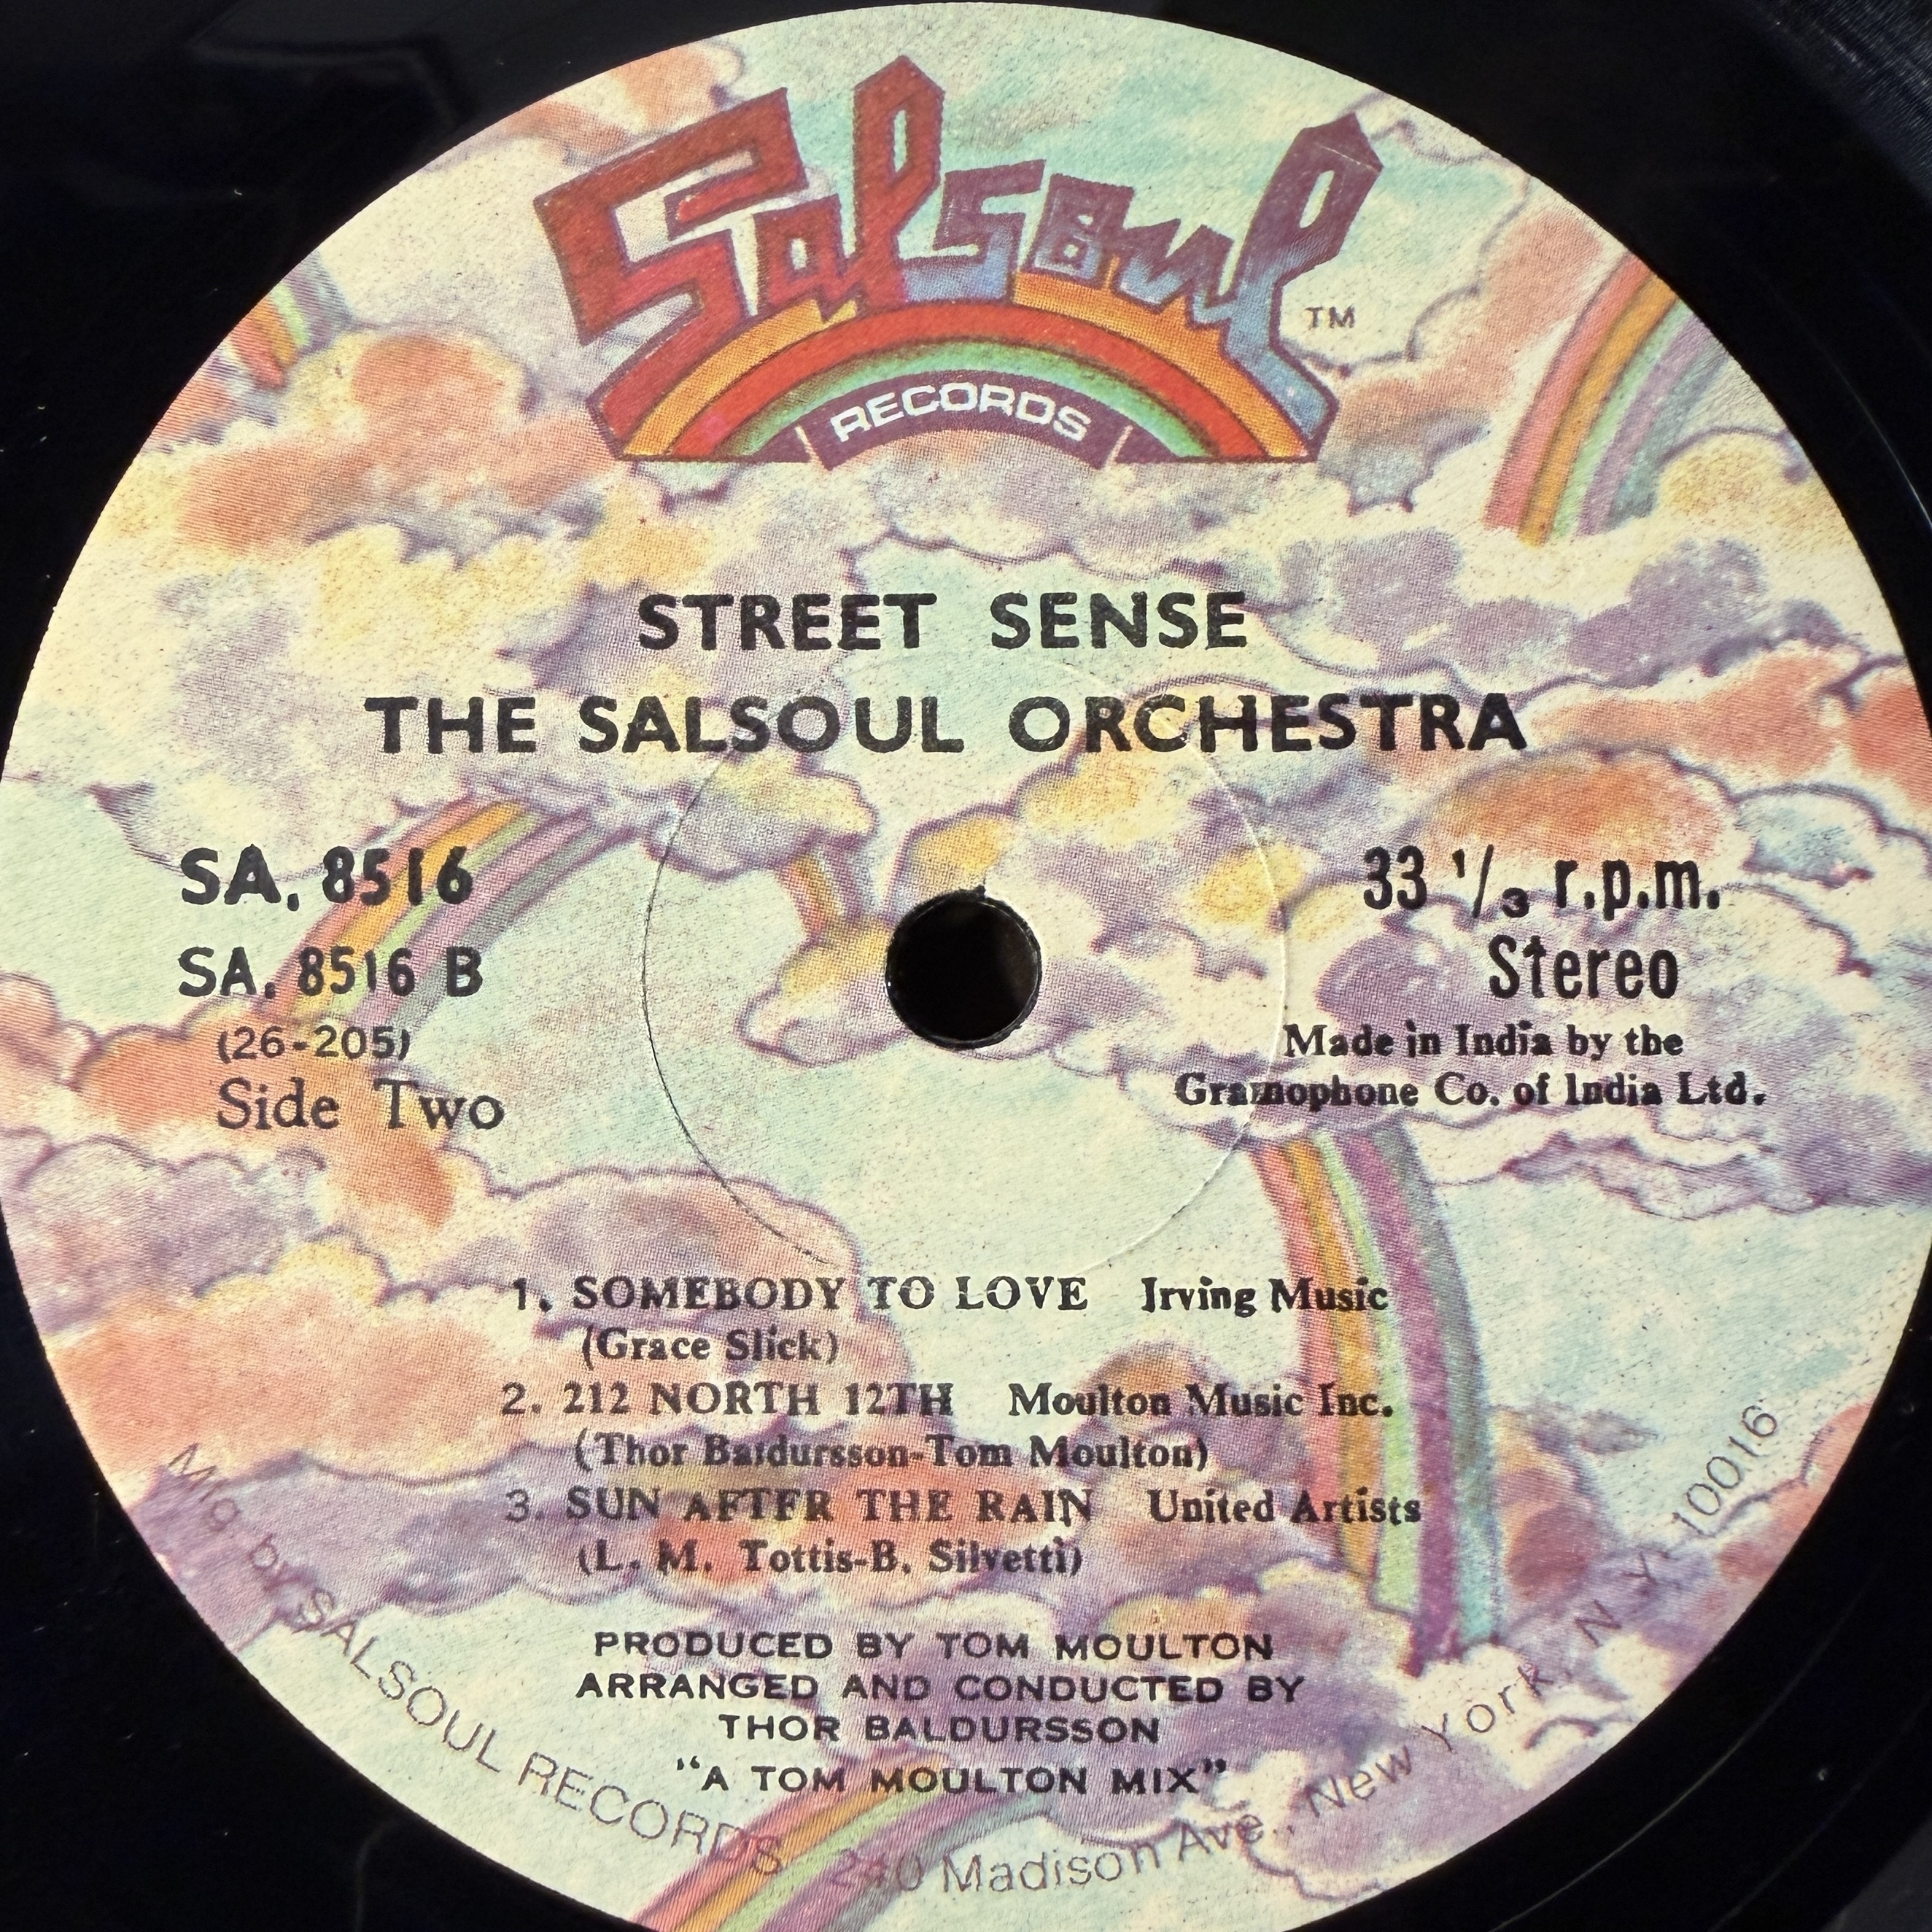 Salsoul TM
RECORDS
STREET SENSE
THE SALSOUL ORCHESTRA
SA. 8516
SA. 8516 B
(26-205)
Side Two
33 1/3 r.p.m.
Stereo
Made in India by the
Gramophone Co. of India Ltd.
1. SOMEBODY TO LOVE Irving Music
(Grace Slick)
2. 212 NORTH 12TH Moulton Music Inc.
(Thor Baldursson-Tom Moulton)
3. SUN AFTER THE RAIN United Artists
(L. M. Tottis-B. Silvetti)
PRODUCED BY TOM MOULTON
ARRANGED AND CONDUCTED BY
THOR BALDURSSON
"A TOM MOULTON MIX"
Mfg by SALSOUL RECORDS 240 Madison Ave., New York, N.Y. 10016